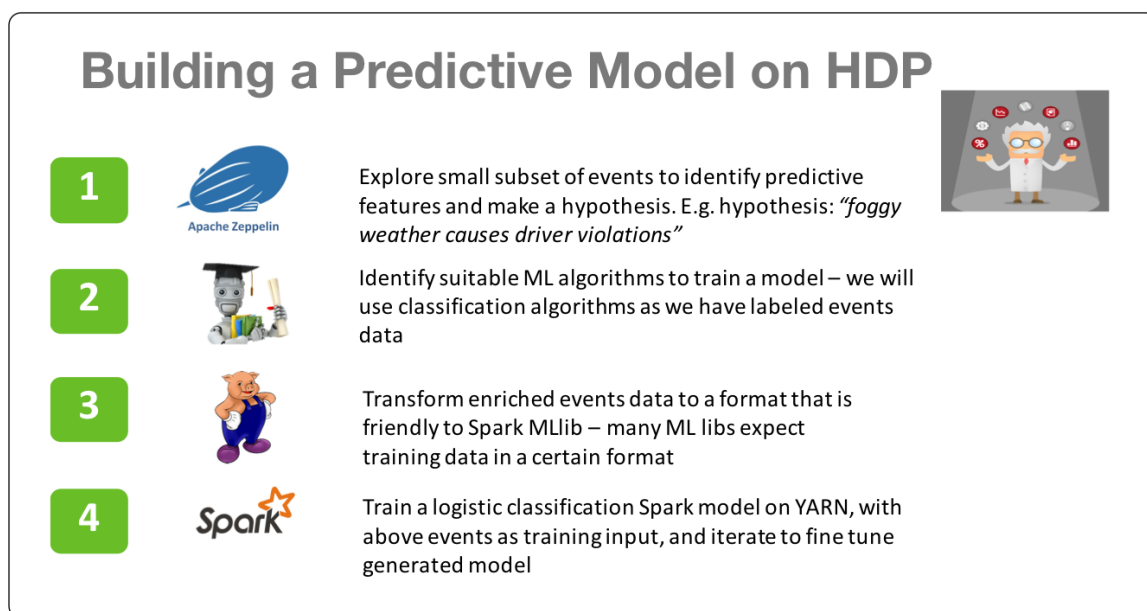 Building a Predictive Model on HDP
1
Apache Zeppelin
Explore small subset of events to identify predictive
features and make a hypothesis. E.g. hypothesis: “foggy
weather causes driver violations”
2
Identify suitable ML algorithms to train a model – we will
use classification algorithms as we have labeled events
data
3
Transform enriched events data to a format that is
friendly to Spark MLlib – many ML libs expect
training data in a certain format
4
Spark
Train a logistic classification Spark model on YARN, with
above events as training input, and iterate to fine tune
generated model